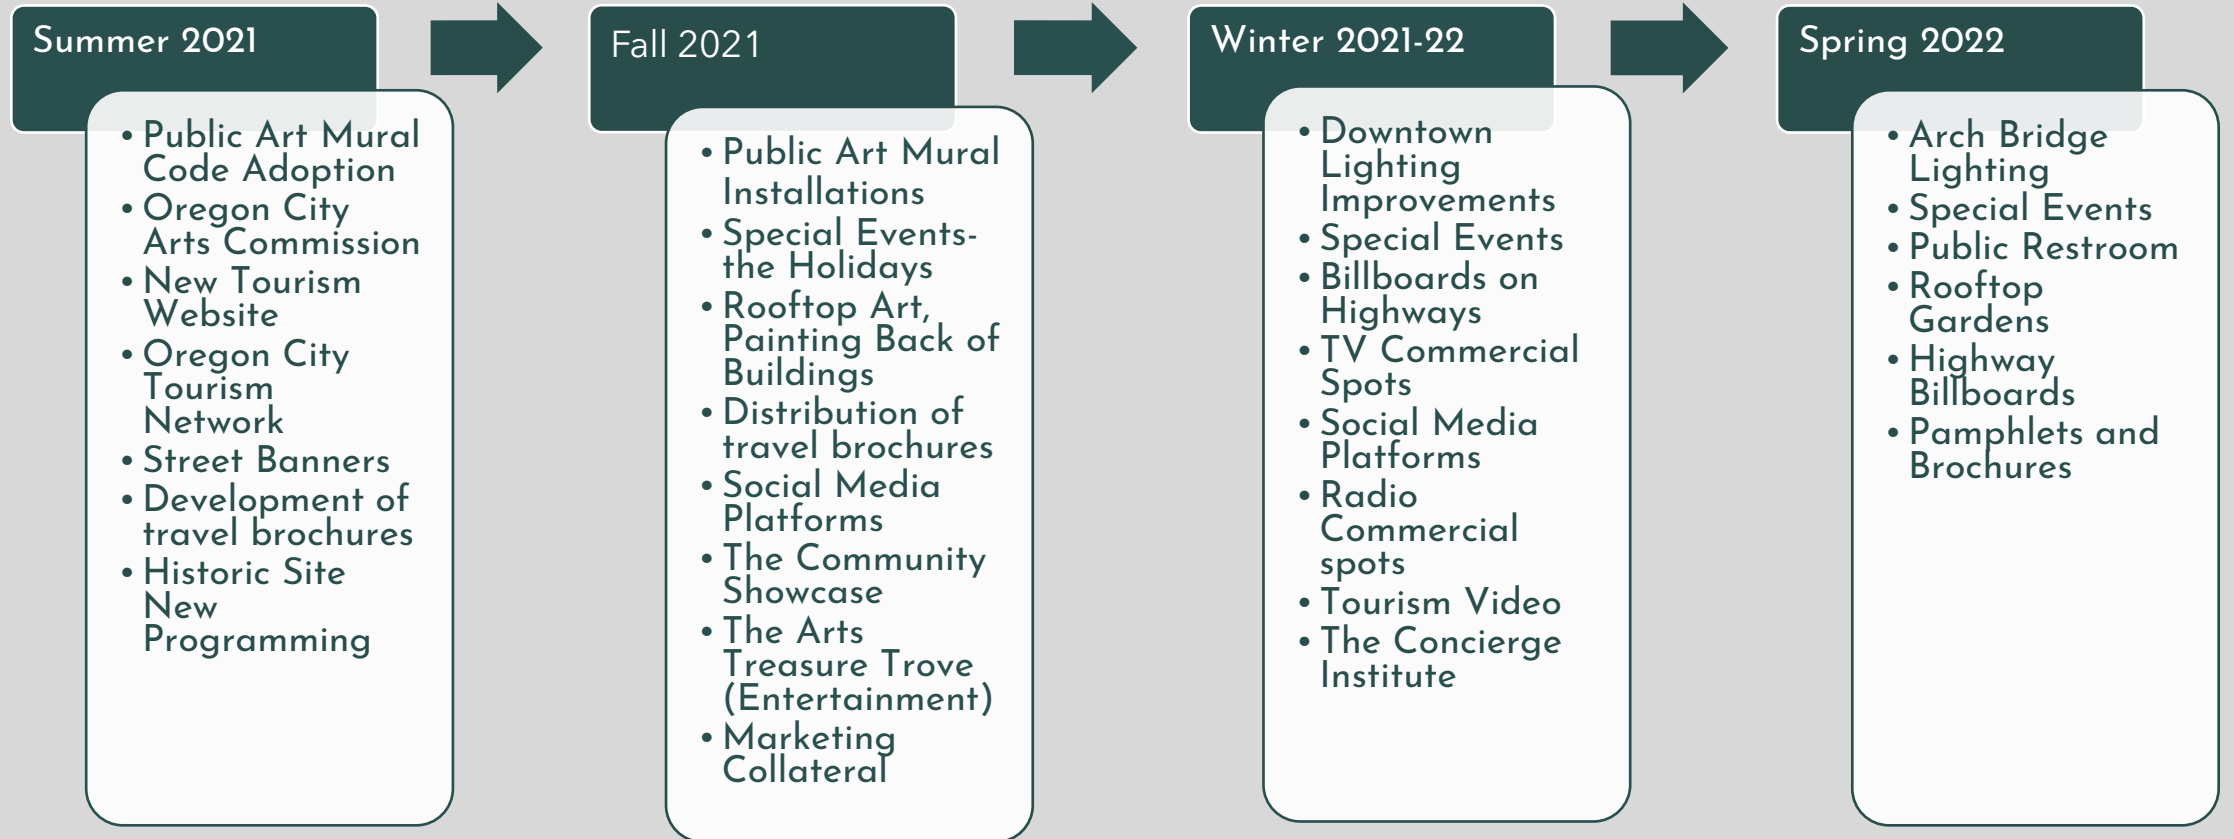 Summer 2021
• Public Art Mural
Code Adoption
• Oregon City
Arts Commission
• New Tourism
Website
• Oregon City
Tourism
Network
• Street Banners
• Development of
travel brochures
• Historic Site
New
Programming
Fall 2021
• Public Art Mural
Installations
• Special Events-
the Holidays
• Rooftop Art,
Painting Back of
Buildings
• Distribution of
travel brochures
• Social Media
Platforms
• The Community
Showcase
• The Arts
Treasure Trove
(Entertainment)
• Marketing
Collateral
Winter 2021-22
• Downtown
Lighting
Improvements
• Special Events
• Billboards on
Highways
• TV Commercial
Spots
• Social Media
Platforms
• Radio
Commercial
spots
• Tourism Video
• The Concierge
Institute
Spring 2022
• Arch Bridge
Lighting
• Special Events
• Public Restroom
• Rooftop
Gardens
• Highway
Billboards
• Pamphlets and
Brochures